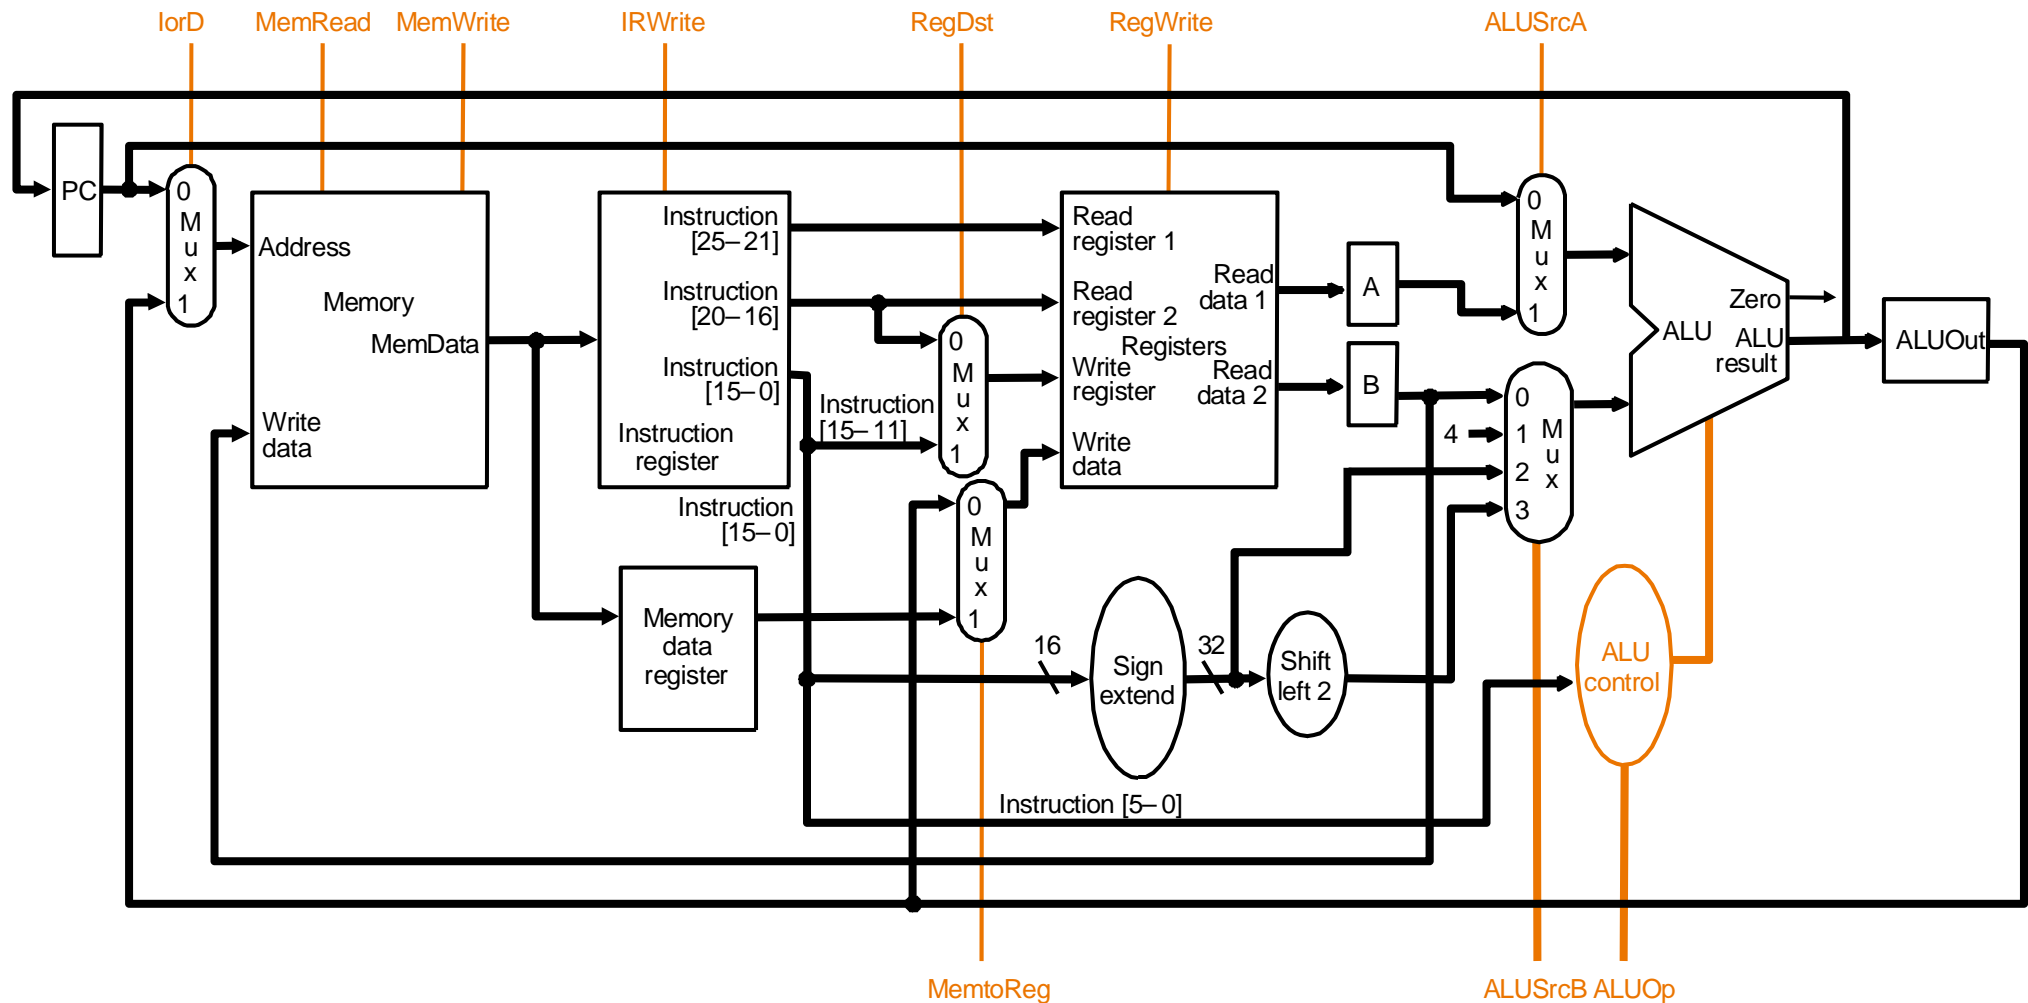 IorD
MemRead
MemWrite
IRWrite
RegDst
RegWrite
ALUSrcA
PC
0
M
u
x
1
Address
Memory
MemData
Write
data
Instruction
[25–21]
Instruction
[20–16]
Instruction
[15–0]
Instruction
register
Instruction
[15–11]
Instruction
[15–0]
0
M
u
x
1
0
M
u
x
1
Memory
data
register
Read
register 1
Read
register 2
Registers
Write
register
Write
data
Read
data 1
Read
data 2
A
B
4
0
M
u
x
1
0
1
2
3
M
u
x
Zero
ALU
ALU
result
ALUOut
16
Sign
extend
32
Shift
left 2
ALU
control
Instruction [5–0]
MemtoReg
ALUSrcB
ALUOp